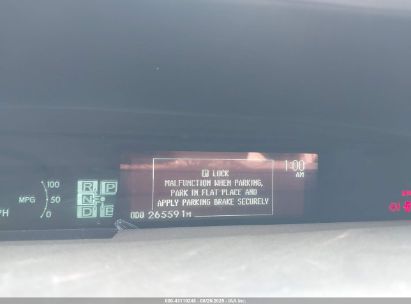 P LOCK
MALFUNCTION WHEN PARKING,
PARK IN FLAT PLACE AND
APPLY PARKING BRAKE SECURELY
1:00
AM
100
MPG 50
0
R P
N
D E
ODO 265591M